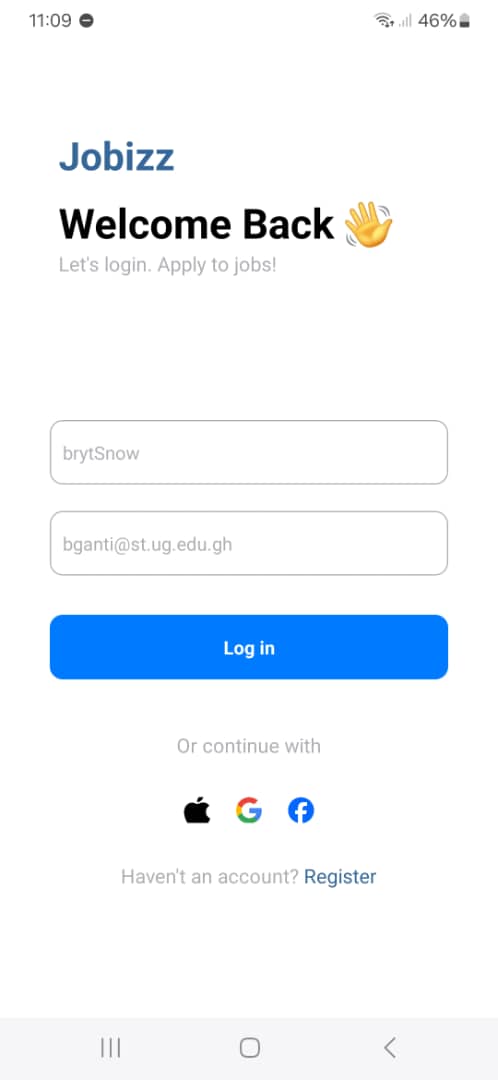 11:09 46%
Jobizz
Welcome Back 👋
Let's login. Apply to jobs!
brytSnow
bganti@st.ug.edu.gh
Log in
Or continue with
Haven't an account? Register